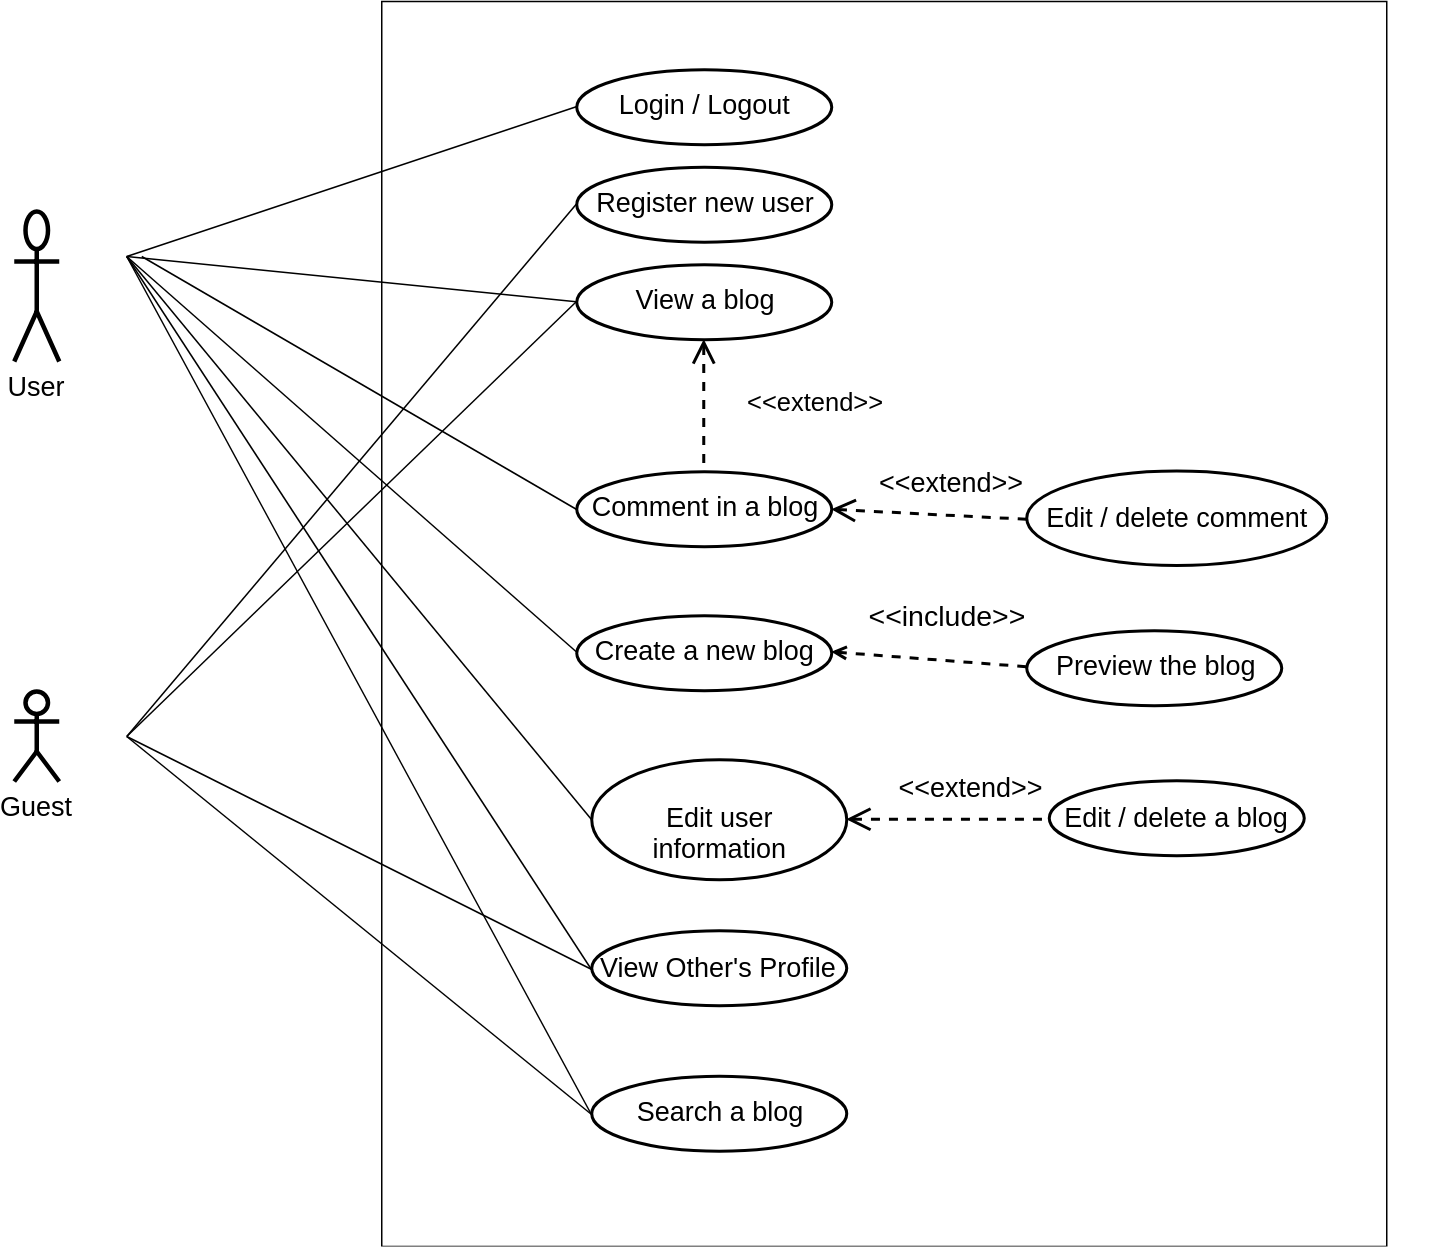 Login / Logout
Register new user
View a blog
User
<<extend>>
<<extend>>
Comment in a blog
Edit / delete comment
<<include>>
Create a new blog
Preview the blog
<<extend>>
Guest
Edit user
information
Edit / delete a blog
View Other's Profile
Search a blog